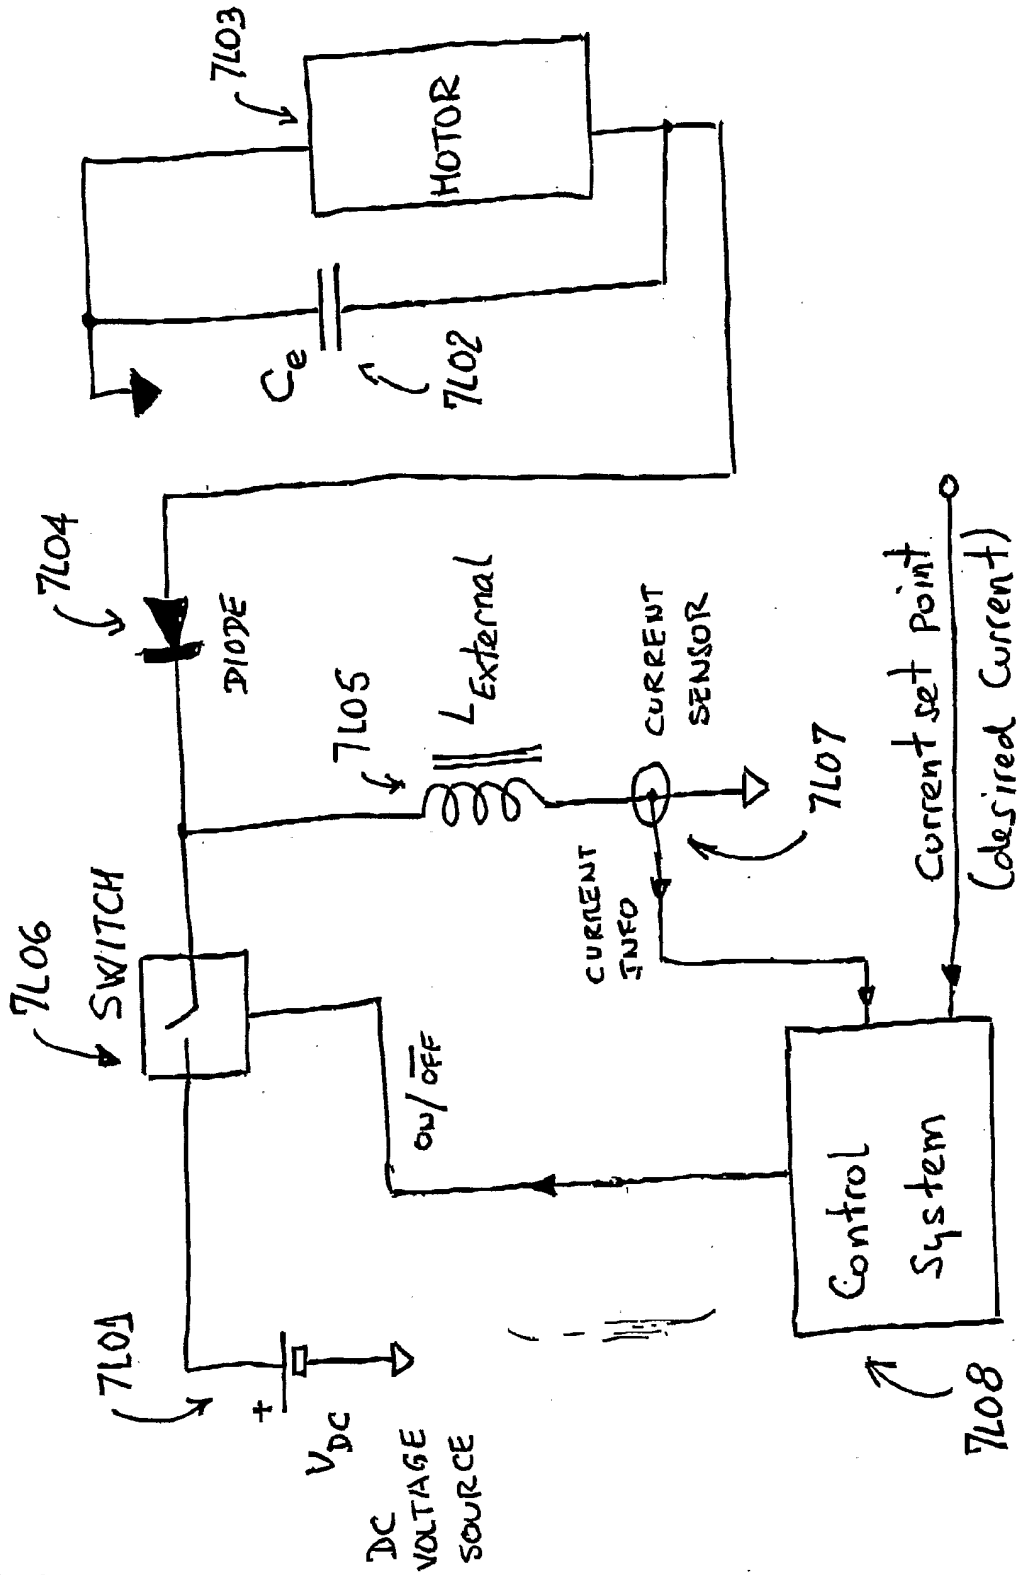 7L01
+
VDC
DC
VOLTAGE
SOURCE
7L06
SWITCH
ON/OFF
7L04
DIODE
7L05
LExternal
CURRENT
SENSOR
7L07
CURRENT
INFO
7L03
MOTOR
Ce
7L02
Control
System
7L08
Current set point
(desired current)